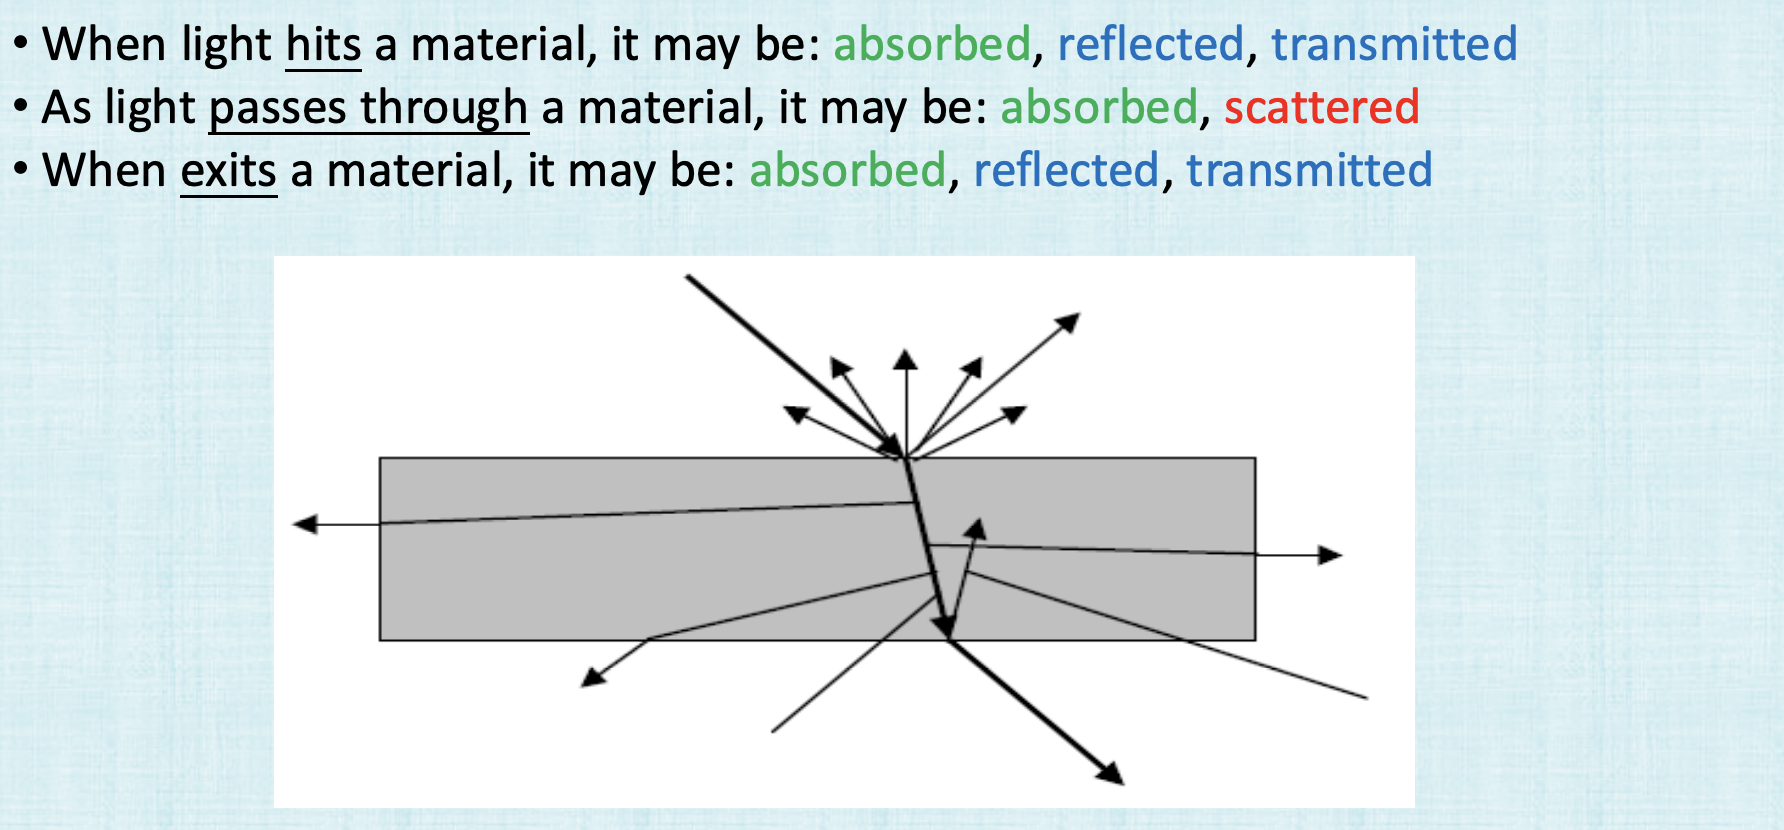 • When light hits a material, it may be: absorbed, reflected, transmitted
• As light passes through a material, it may be: absorbed, scattered
• When exits a material, it may be: absorbed, reflected, transmitted